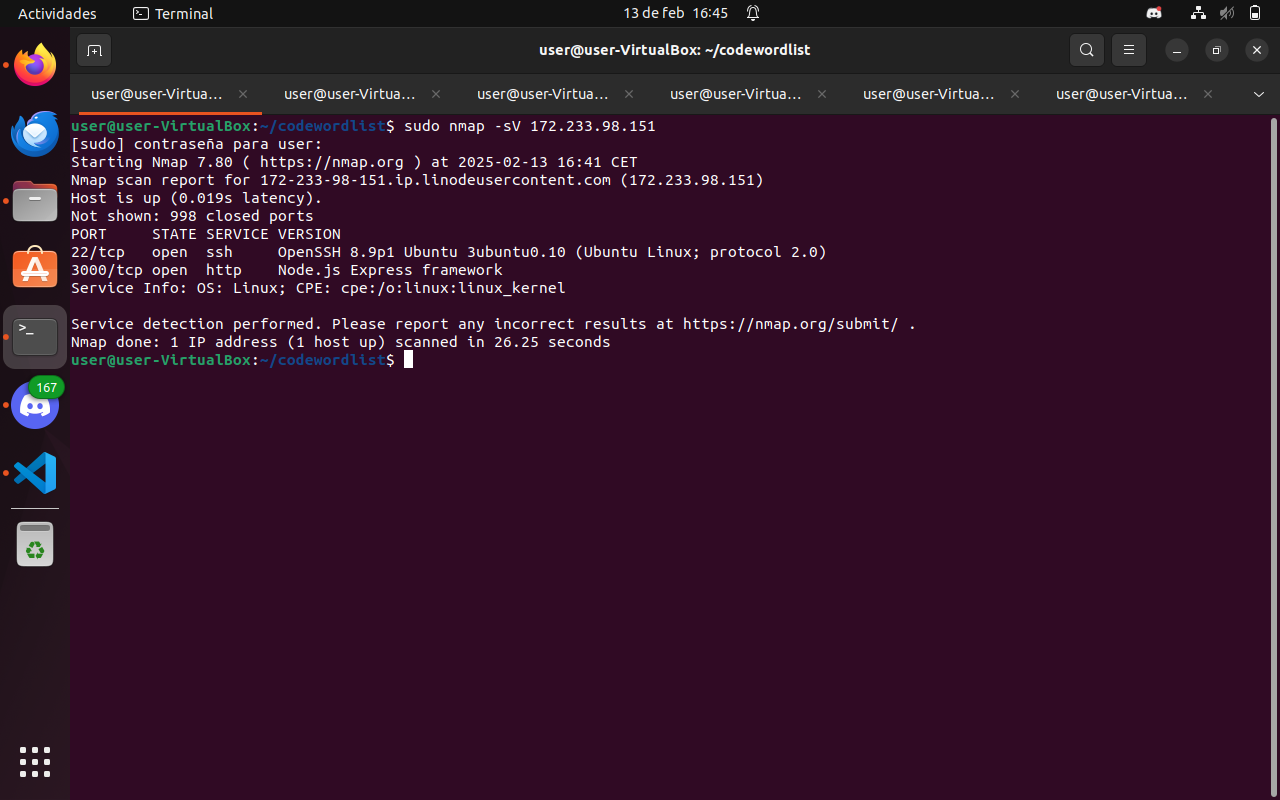 Actividades Terminal 13 de feb 16:45
user@user-VirtualBox: ~/codewordlist
user@user-Virtua... user@user-Virtua... user@user-Virtua... user@user-Virtua... user@user-Virtua... user@user-Virtua...
user@user-VirtualBox:~/codewordlist$ sudo nmap -sV 172.233.98.151
[sudo] contraseña para user:
Starting Nmap 7.80 ( https://nmap.org ) at 2025-02-13 16:41 CET
Nmap scan report for 172-233-98-151.ip.linodeusercontent.com (172.233.98.151)
Host is up (0.019s latency).
Not shown: 998 closed ports
PORT     STATE SERVICE VERSION
22/tcp   open  ssh     OpenSSH 8.9p1 Ubuntu 3ubuntu0.10 (Ubuntu Linux; protocol 2.0)
3000/tcp open  http    Node.js Express framework
Service Info: OS: Linux; CPE: cpe:/o:linux:linux_kernel
Service detection performed. Please report any incorrect results at https://nmap.org/submit/ .
Nmap done: 1 IP address (1 host up) scanned in 26.25 seconds
user@user-VirtualBox:~/codewordlist$
>_
167